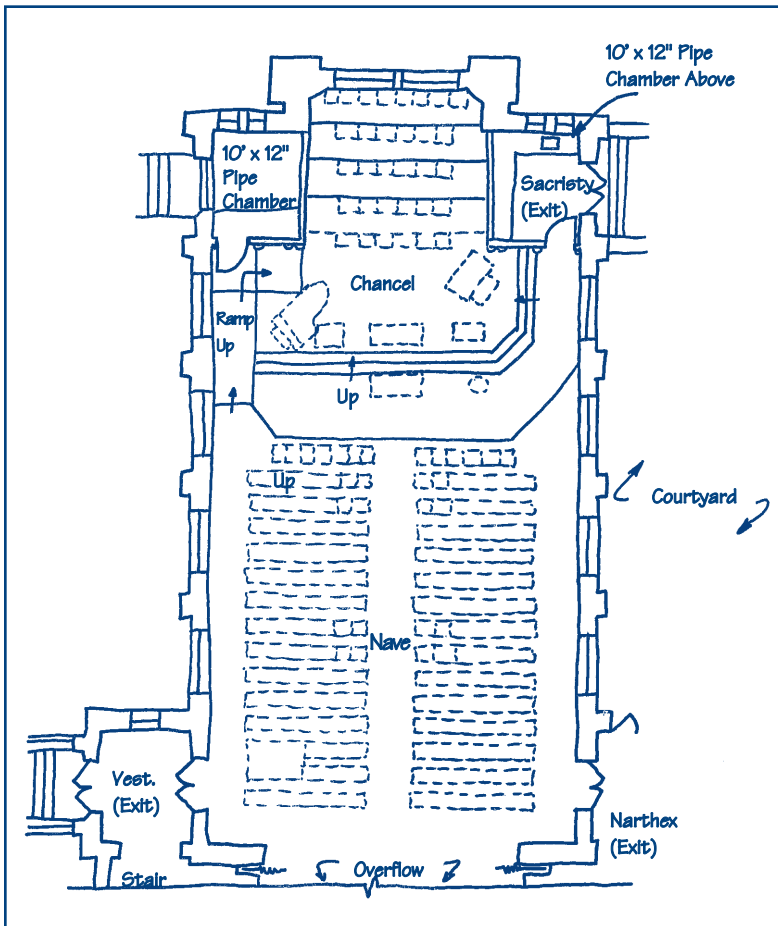 10' x 12" Pipe
Chamber Above
10' x 12"
Pipe
Chamber
Sacristy
(Exit)
Chancel
Ramp
Up
Up
Up
Courtyard
Nave
Vest.
(Exit)
Narthex
(Exit)
Overflow
Stair